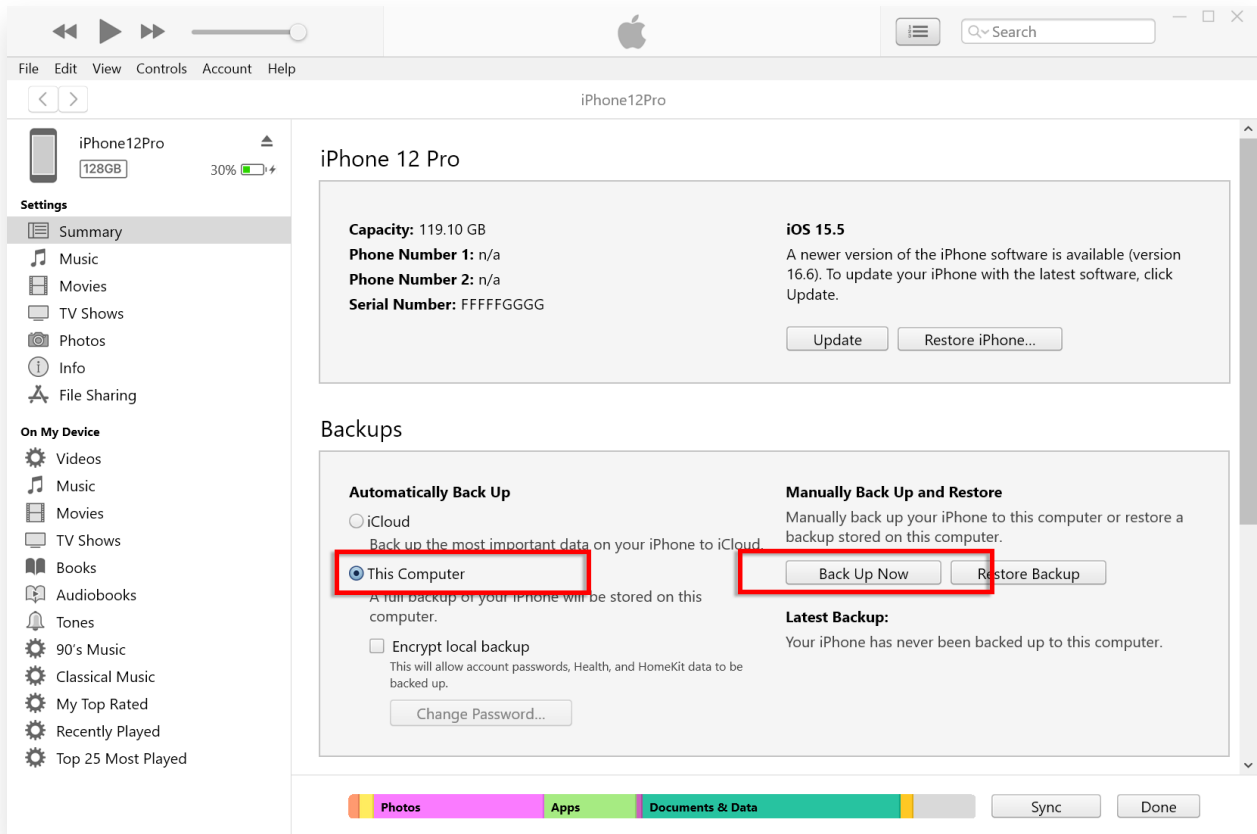 Search
File Edit View Controls Account Help
iPhone12Pro
iPhone12Pro
128GB
30%
Settings
Summary
Music
Movies
TV Shows
Photos
Info
File Sharing
On My Device
Videos
Music
Movies
TV Shows
Books
Audiobooks
Tones
90's Music
Classical Music
My Top Rated
Recently Played
Top 25 Most Played
iPhone 12 Pro
Capacity: 119.10 GB
Phone Number 1: n/a
Phone Number 2: n/a
Serial Number: FFFFFGGGG
iOS 15.5
A newer version of the iPhone software is available (version
16.6). To update your iPhone with the latest software, click
Update.
Update
Restore iPhone...
Backups
Automatically Back Up
iCloud
Back up the most important data on your iPhone to iCloud.
This Computer
A full backup of your iPhone will be stored on this
computer.
Encrypt local backup
This will allow account passwords, Health, and HomeKit data to be
backed up.
Change Password...
Manually Back Up and Restore
Manually back up your iPhone to this computer or restore a
backup stored on this computer.
Back Up Now
Restore Backup
Latest Backup:
Your iPhone has never been backed up to this computer.
Photos
Apps
Documents & Data
Sync
Done